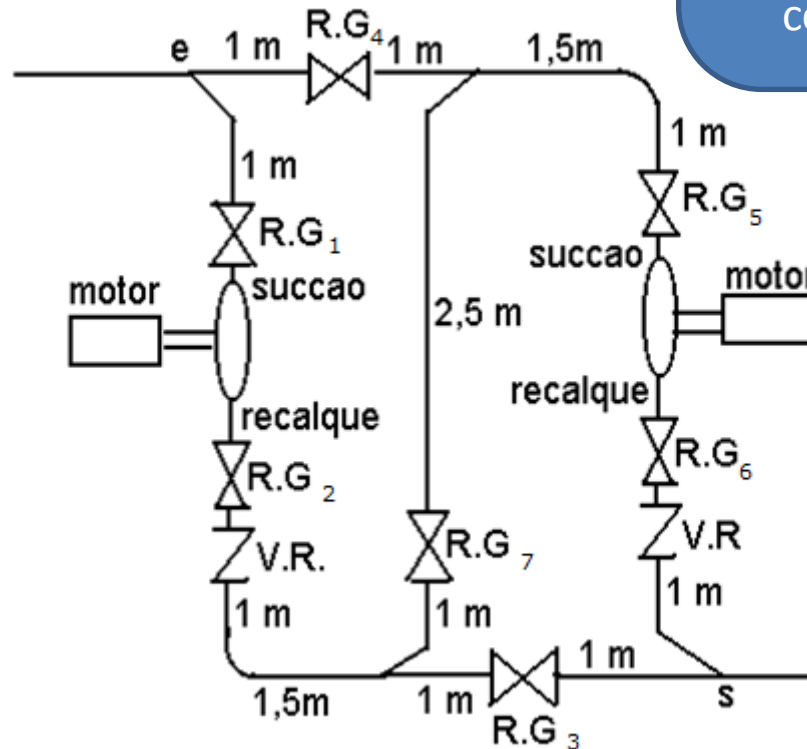 R.G4
e 1 m 1 m 1,5m
1 m 1 m
R.G1 R.G5
motor succao succao motor
2,5 m
recalque recalque
R.G 2 R.G6
V.R. R.G 7 V.R
1 m 1 m 1 m
1 m
1,5m 1 m s
R.G 3